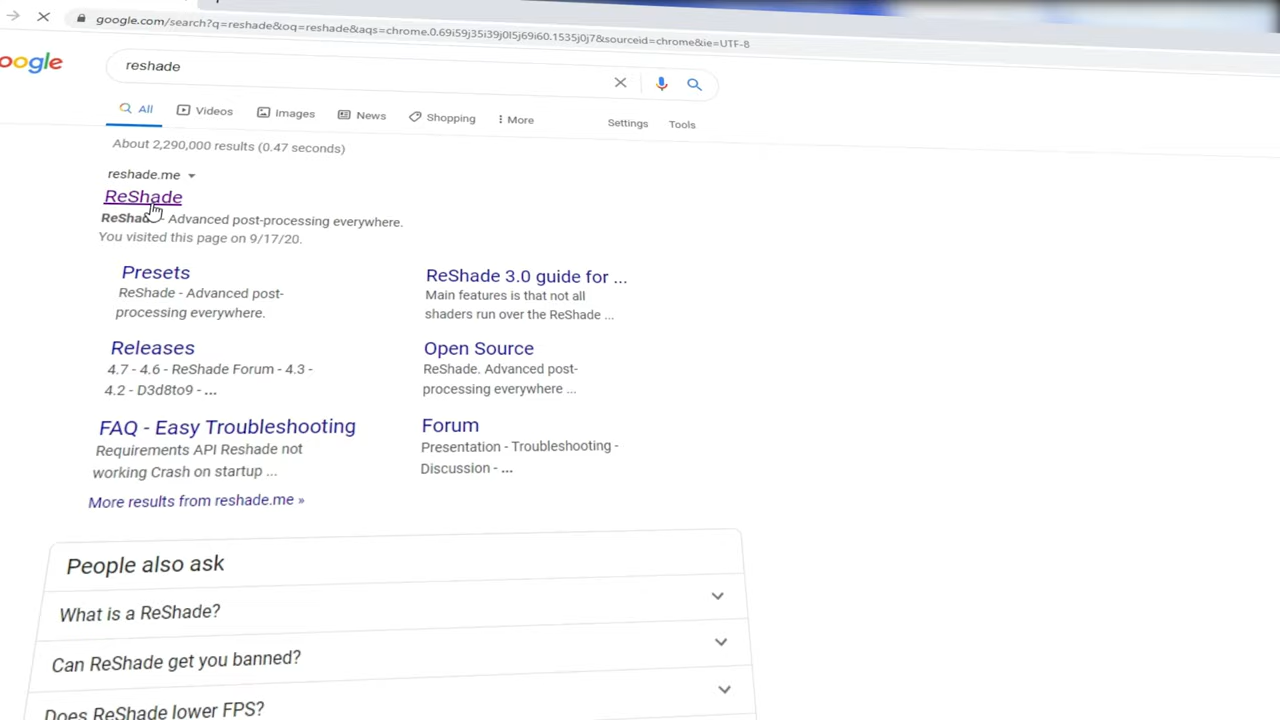 google.com/search?q=reshade&oq=reshade&aqs=chrome.0.69i59j35i39j0l5j69i60.1535j0j7&sourceid=chrome&ie=UTF-8
oogle
reshade
All
Videos
Images
News
Shopping
More
Settings
Tools
About 2,290,000 results (0.47 seconds)
reshade.me
ReShade
ReShade - Advanced post-processing everywhere.
You visited this page on 9/17/20.
Presets
ReShade - Advanced post-
processing everywhere.
ReShade 3.0 guide for ...
Main features is that not all
shaders run over the ReShade ...
Releases
4.7 - 4.6 - ReShade Forum - 4.3 -
4.2 - D3d8to9 - ...
Open Source
ReShade. Advanced post-
processing everywhere ...
FAQ - Easy Troubleshooting
Requirements API Reshade not
working Crash on startup ...
Forum
Presentation - Troubleshooting -
Discussion - ...
More results from reshade.me »
People also ask
What is a ReShade?
Can ReShade get you banned?
Does ReShade lower FPS?